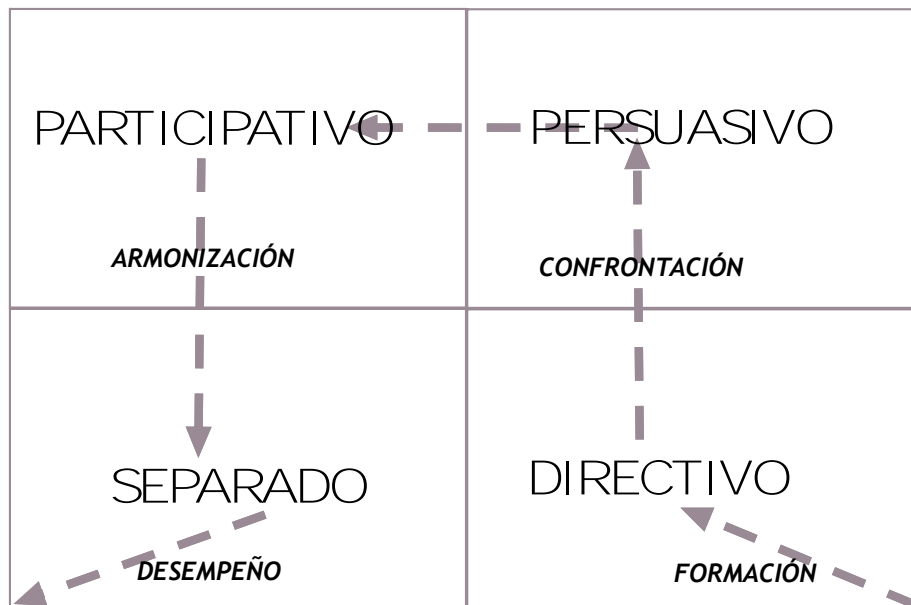 PARTICIPATIVO
PERSUASIVO
ARMONIZACIÓN
CONFRONTACIÓN
SEPARADO
DIRECTIVO
DESEMPEÑO
FORMACIÓN